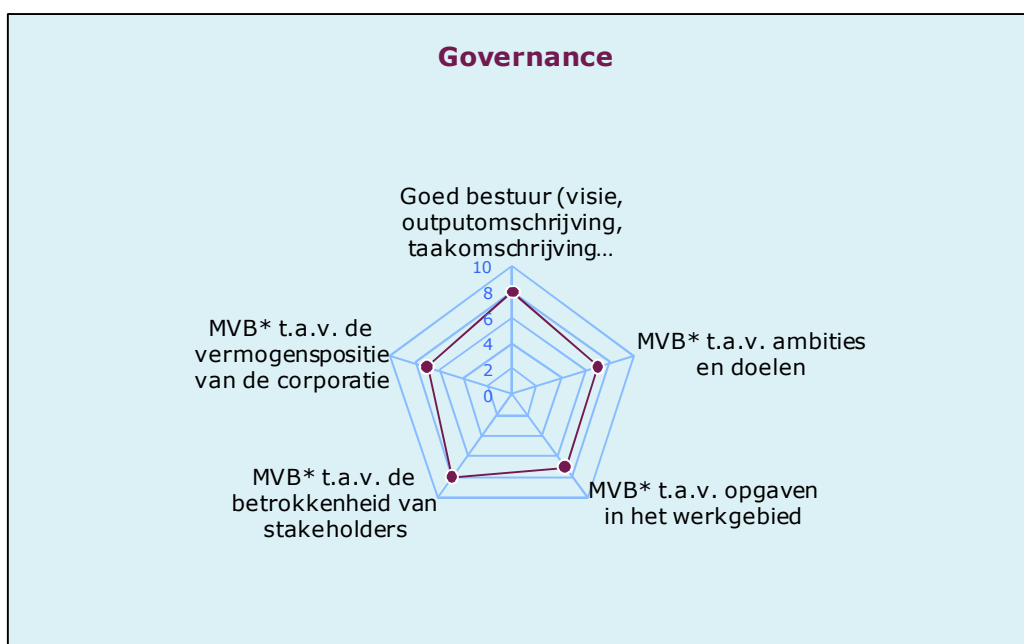 Governance
Goed bestuur (visie,
outputomschrijving,
taakomschrijving...
10
8
6
4
2
0
MVB* t.a.v. ambities
en doelen
MVB* t.a.v. opgaven
in het werkgebied
MVB* t.a.v. de
betrokkenheid van
stakeholders
MVB* t.a.v. de
vermogenspositie
van de corporatie